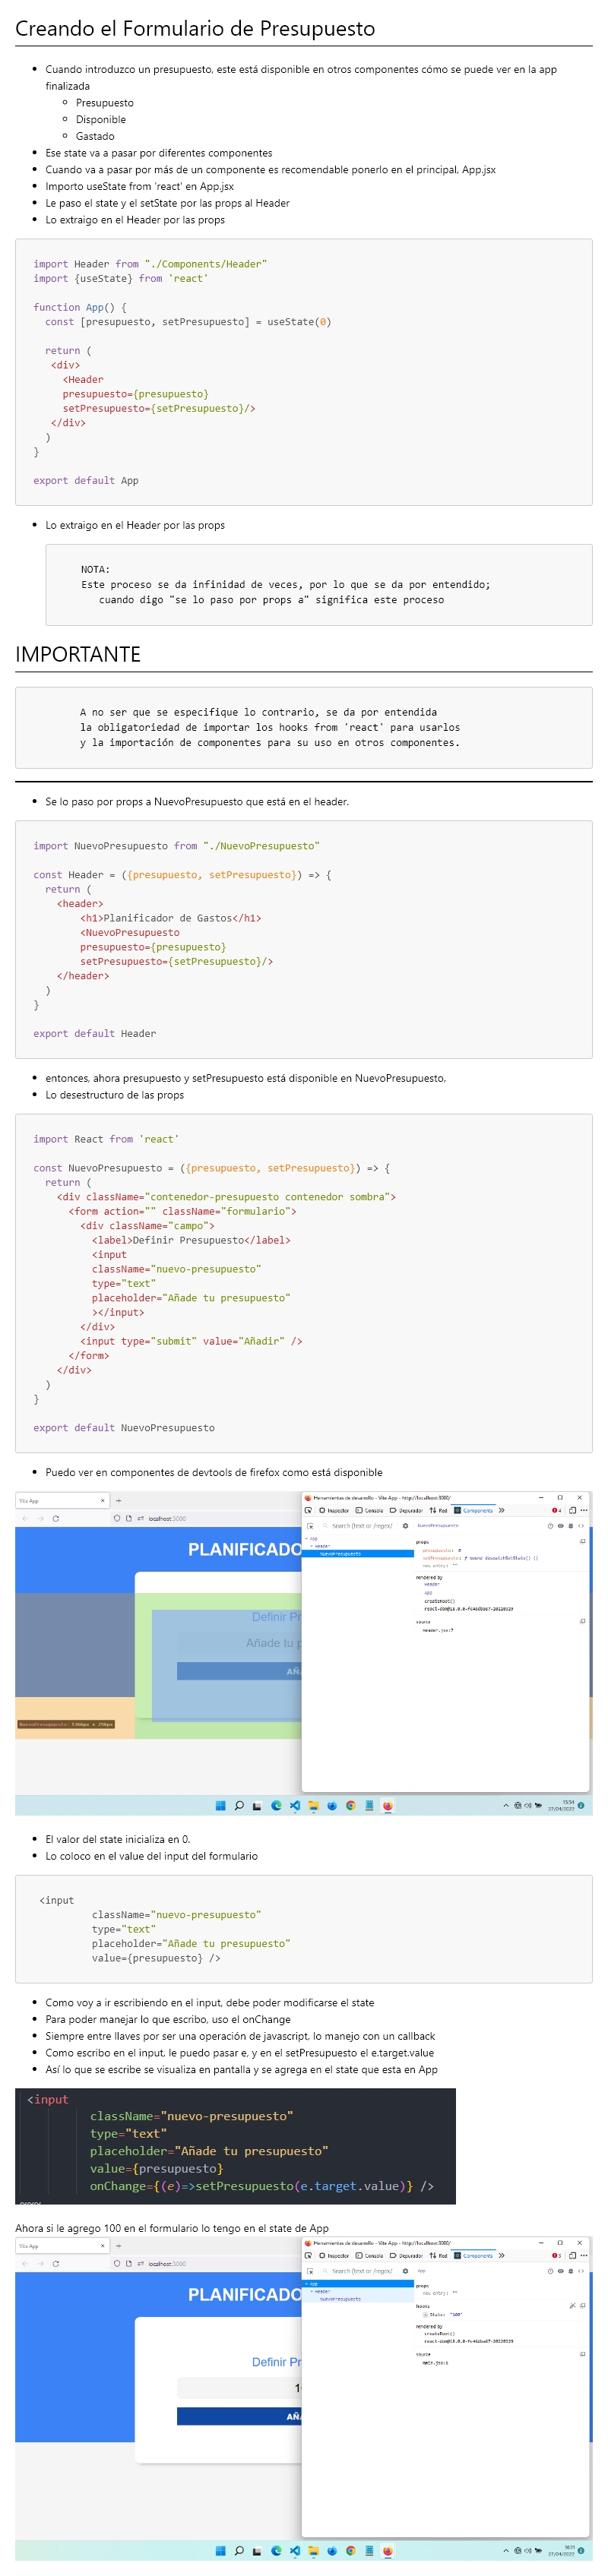 Creando el Formulario de Presupuesto
• Cuando introduzco un presupuesto, este está disponible en otros componentes cómo se puede ver en la app
finalizada
○ Presupuesto
○ Disponible
○ Gastado
• Ese state va a pasar por diferentes componentes
• Cuando va a pasar por más de un componente es recomendable ponerlo en el principal, App.jsx
• Importo useState from 'react' en App.jsx
• Le paso el state y el setState por las props al Header
• Lo extraigo en el Header por las props
import Header from "./Components/Header"
import {useState} from 'react'
function App() {
const [presupuesto, setPresupuesto] = useState(0)
return (
<div>
<Header
presupuesto={presupuesto}
setPresupuesto={setPresupuesto}/>
</div>
)
}
export default App
• Lo extraigo en el Header por las props
NOTA:
Este proceso se da infinidad de veces, por lo que se da por entendido;
cuando digo "se lo paso por props a" significa este proceso
IMPORTANTE
A no ser que se especifique lo contrario, se da por entendida
la obligatoriedad de importar los hooks from 'react' para usarlos
y la importación de componentes para su uso en otros componentes.
• Se lo paso por props a NuevoPresupuesto que está en el header.
import NuevoPresupuesto from "./NuevoPresupuesto"
const Header = ({presupuesto, setPresupuesto}) => {
return (
<header>
<h1>Planificador de Gastos</h1>
<NuevoPresupuesto
presupuesto={presupuesto}
setPresupuesto={setPresupuesto}/>
</header>
)
}
export default Header
• entonces, ahora presupuesto y setPresupuesto está disponible en NuevoPresupuesto,
• Lo desestructuro de las props
import React from 'react'
const NuevoPresupuesto = ({presupuesto, setPresupuesto}) => {
return (
<div className="contenedor-presupuesto contenedor sombra">
<form action="" className="formulario">
<div className="campo">
<label>Definir Presupuesto</label>
<input
className="nuevo-presupuesto"
type="text"
placeholder="Añade tu presupuesto"
></input>
</div>
<input type="submit" value="Añadir" />
</form>
</div>
)
}
export default NuevoPresupuesto
• Puedo ver en componentes de devtools de firefox como está disponible
Vite App
Herramientas de desarrollo - Vite App - http://localhost:3000/
Inspector Consola Depurador Red Components
localhost:3000
Search (text or /regex/) NuevoPresupuesto
App
Header
NuevoPresupuesto
props
presupuesto: 0
new entry: ""
rendered by
Header
App
createRoot()
source
Header.jsx:7
PLANIFICADO
Definir Pr
Añade tu p
AÑ
15:54
27/04/2022
• El valor del state inicializa en 0.
• Lo coloco en el value del input del formulario
<input
className="nuevo-presupuesto"
type="text"
placeholder="Añade tu presupuesto"
value={presupuesto} />
• Como voy a ir escribiendo en el input, debe poder modificarse el state
• Para poder manejar lo que escribo, uso el onChange
• Siempre entre llaves por ser una operación de javascript, lo manejo con un callback
• Como escribo en el input, le puedo pasar e, y en el setPresupuesto el e.target.value
• Así lo que se escribe se visualiza en pantalla y se agrega en el state que esta en App
<input
className="nuevo-presupuesto"
type="text"
placeholder="Añade tu presupuesto"
value={presupuesto}
onChange={(e)=>setPresupuesto(e.target.value)} />
Ahora si le agrego 100 en el formulario lo tengo en el state de App
Vite App
Herramientas de desarrollo - Vite App - http://localhost:3000/
Inspector Consola Depurador Red Components
localhost:3000
Search (text or /regex/) App
App
Header
NuevoPresupuesto
props
new entry: ""
hooks
State: "100"
rendered by
createRoot()
source
main.jsx:8
PLANIFICADO
Definir Pr
1
AÑ
27/04/2022